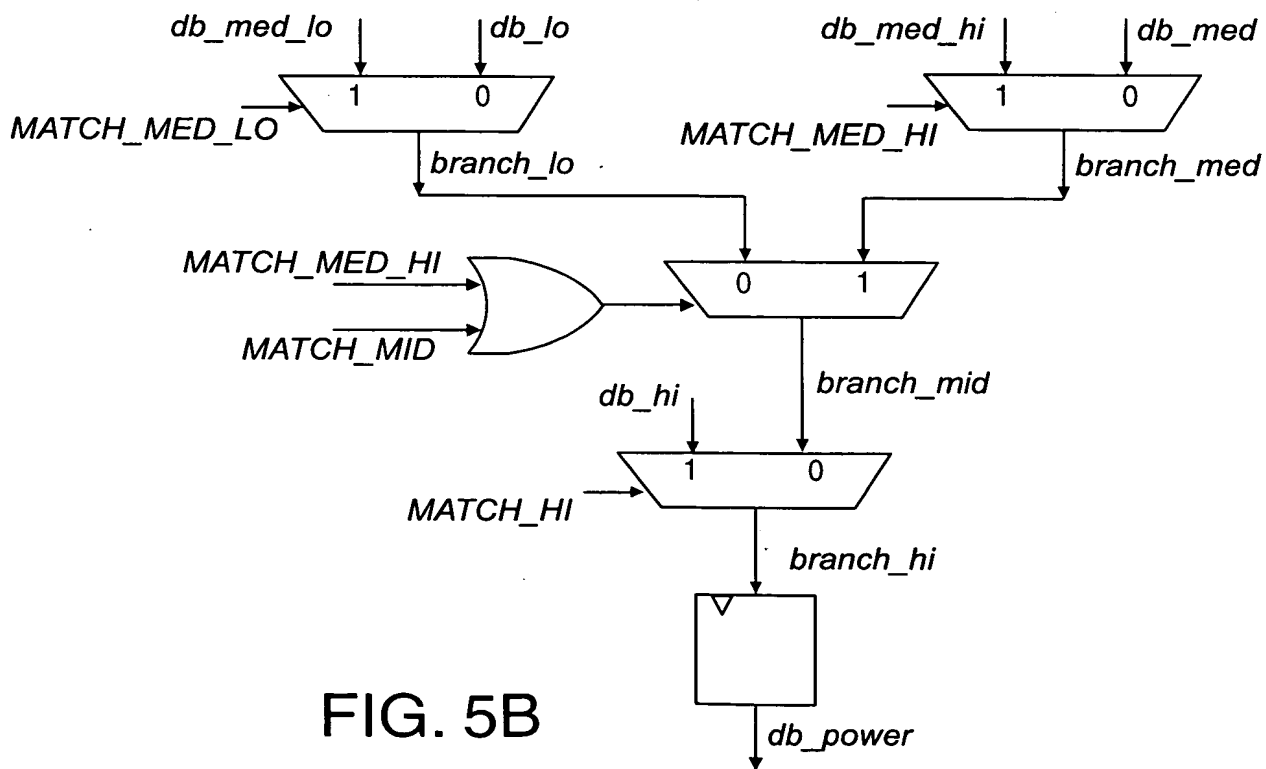 db_med_lo db_lo db_med_hi db_med
1 0 1 0
MATCH_MED_LO MATCH_MED_HI
branch_lo branch_med
MATCH_MED_HI
0 1
MATCH_MID
branch_mid
db_hi
1 0
MATCH_HI
branch_hi
FIG. 5B
db_power